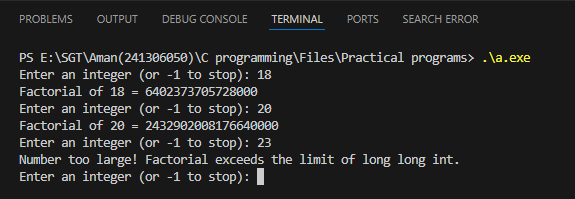 PROBLEMS OUTPUT DEBUG CONSOLE TERMINAL PORTS SEARCH ERROR
PS E:\SGT\Aman(241306050)\C programming\Files\Practical programs> .\a.exe
Enter an integer (or -1 to stop): 18
Factorial of 18 = 6402373705728000
Enter an integer (or -1 to stop): 20
Factorial of 20 = 2432902008176640000
Enter an integer (or -1 to stop): 23
Number too large! Factorial exceeds the limit of long long int.
Enter an integer (or -1 to stop):